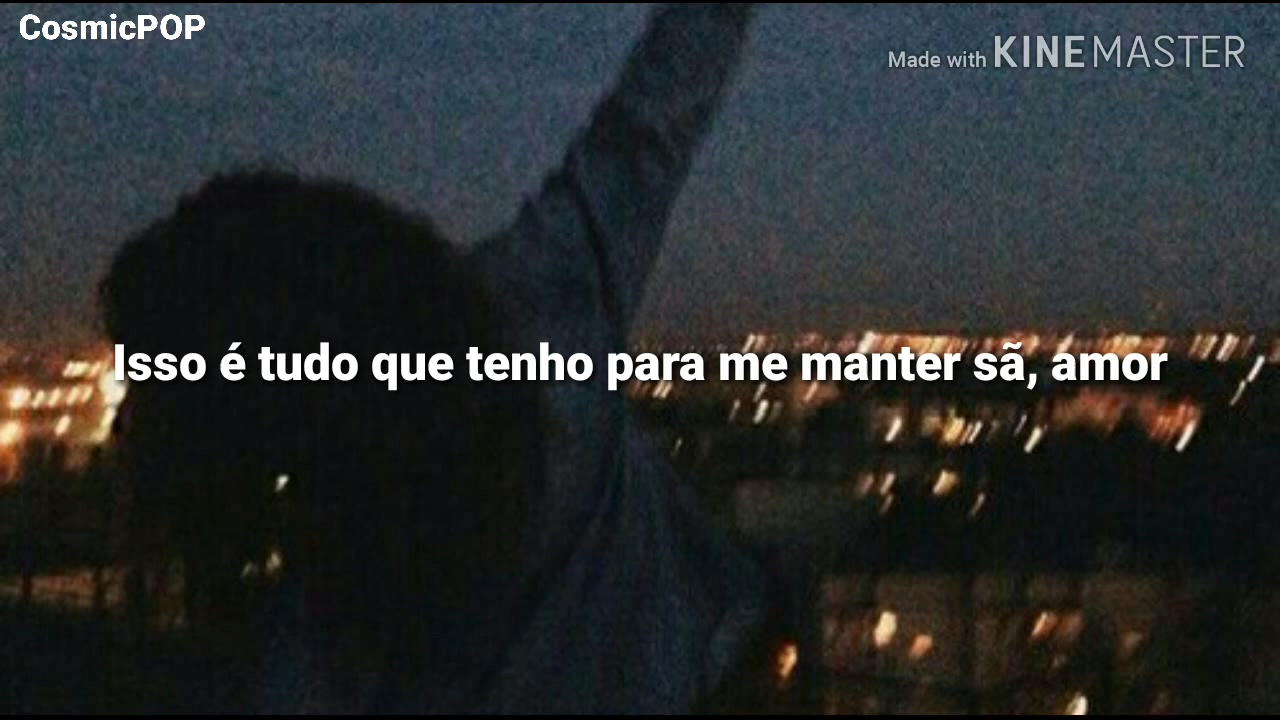 CosmicPOP
Made with KINEMASTER
Isso é tudo que tenho para me manter sã, amor